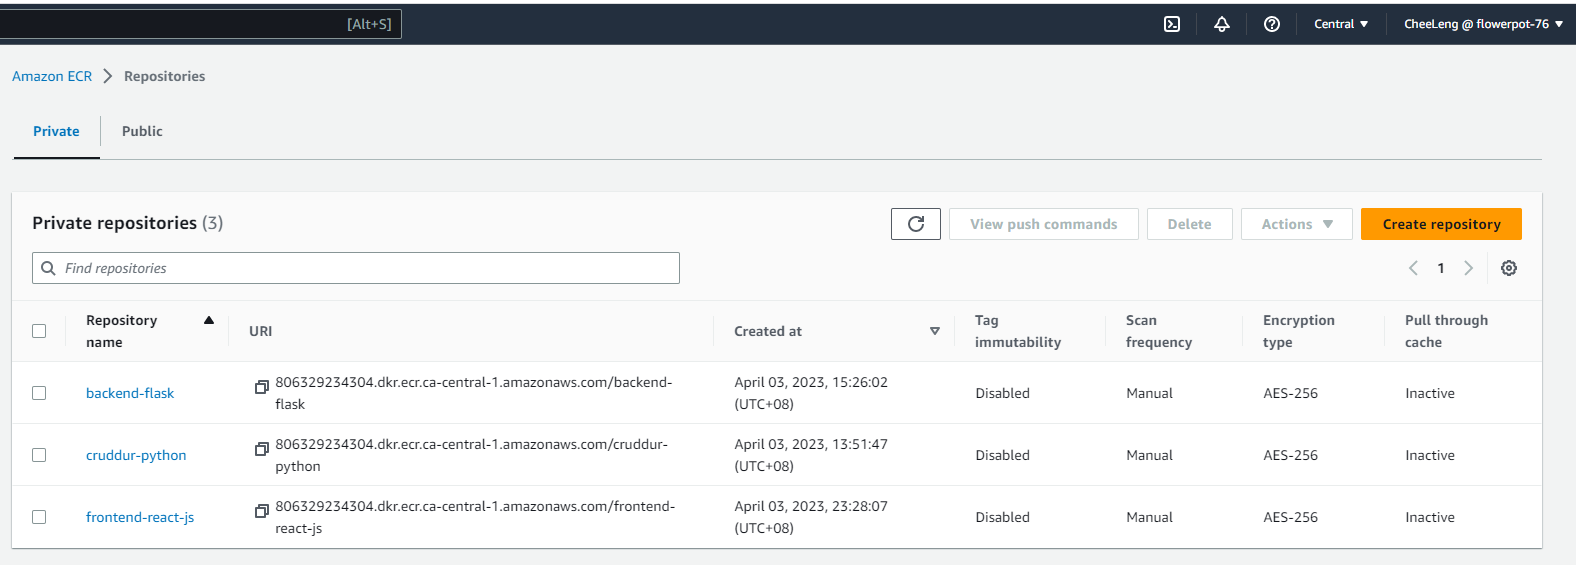 [Alt+S]
Central
CheeLeng @ flowerpot-76
Amazon ECR
Repositories
Private
Public
Private repositories (3)
View push commands
Delete
Actions
Create repository
Find repositories
1
Repository
name
URI
Created at
Tag
immutability
Scan
frequency
Encryption
type
Pull through
cache
backend-flask
806329234304.dkr.ecr.ca-central-1.amazonaws.com/backend-
flask
April 03, 2023, 15:26:02
(UTC+08)
Disabled
Manual
AES-256
Inactive
cruddur-python
806329234304.dkr.ecr.ca-central-1.amazonaws.com/cruddur-
python
April 03, 2023, 13:51:47
(UTC+08)
Disabled
Manual
AES-256
Inactive
frontend-react-js
806329234304.dkr.ecr.ca-central-1.amazonaws.com/frontend-
react-js
April 03, 2023, 23:28:07
(UTC+08)
Disabled
Manual
AES-256
Inactive